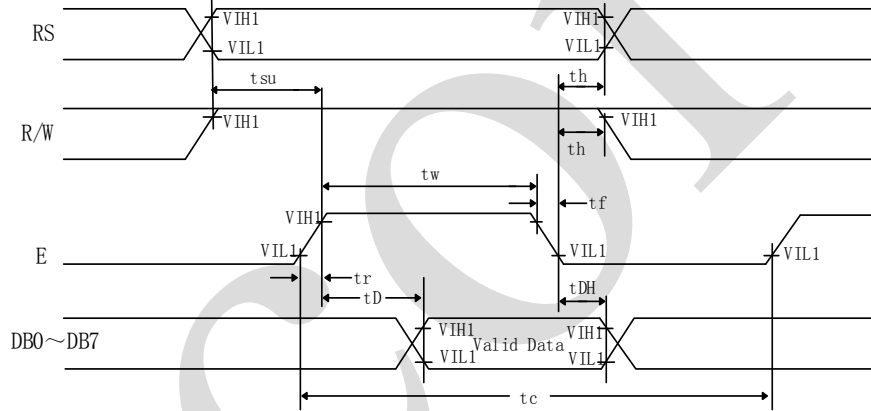 RS
VIH1
VIL1
VIH1
VIL1
tsu
th
R/W
VIH1
th
VIH1
tw
tf
E
VIH1
VIL1
VIL1
VIL1
tr
tD
tDH
DB0～DB7
VIH1
VIL1
Valid Data
VIH1
VIL1
tc